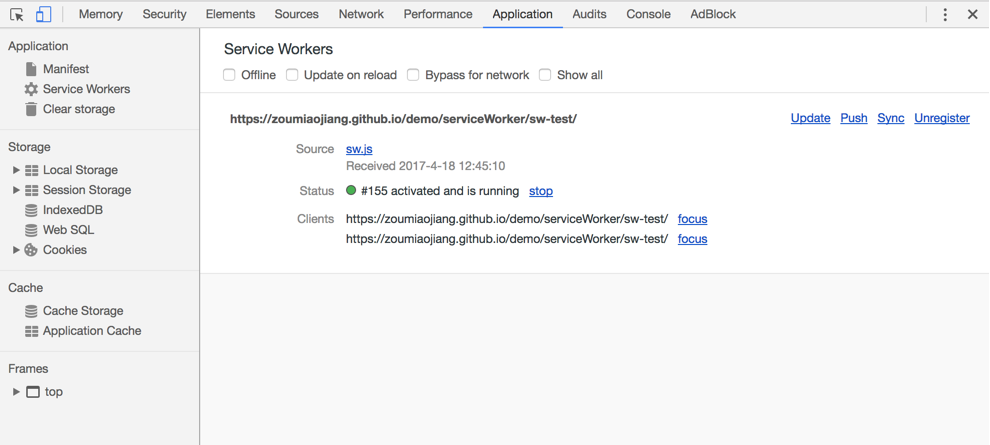 Memory Security Elements Sources Network Performance Application Audits Console AdBlock
Application
Manifest
Service Workers
Clear storage
Storage
Local Storage
Session Storage
IndexedDB
Web SQL
Cookies
Cache
Cache Storage
Application Cache
Frames
top
Service Workers
Offline Update on reload Bypass for network Show all
https://zoumiaojiang.github.io/demo/serviceWorker/sw-test/ Update Push Sync Unregister
Source sw.js
Received 2017-4-18 12:45:10
Status #155 activated and is running stop
Clients https://zoumiaojiang.github.io/demo/serviceWorker/sw-test/ focus
https://zoumiaojiang.github.io/demo/serviceWorker/sw-test/ focus